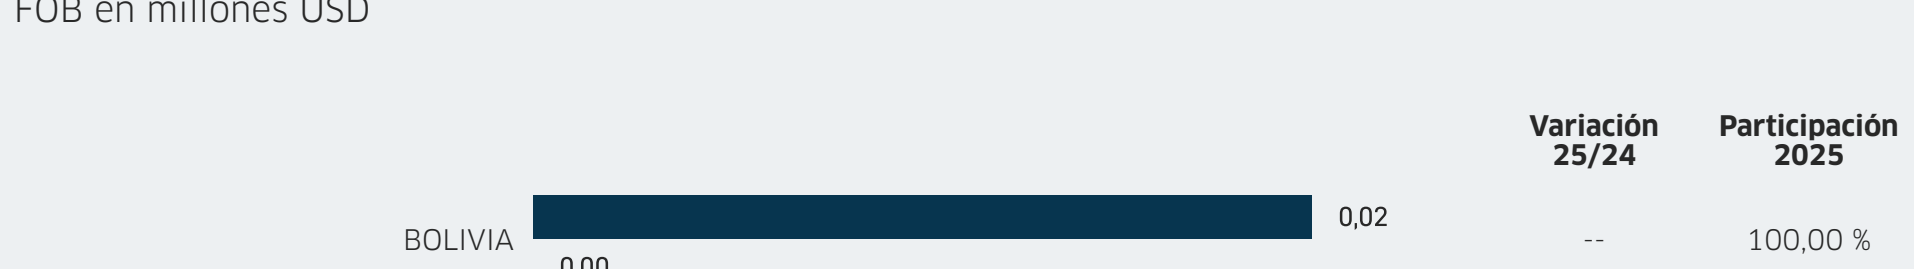 FOB en millones USD
Variación 25/24
Participación 2025
0,02
BOLIVIA
--
100,00 %
0,00